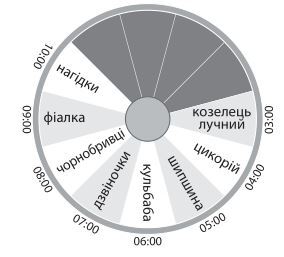 козелець
лучний
03:00
цикорій
04:00
шипшина
05:00
кульбаба
06:00
дзвіночки
07:00
чорнобривці
08:00
фіалка
09:00
нагідки
10:00